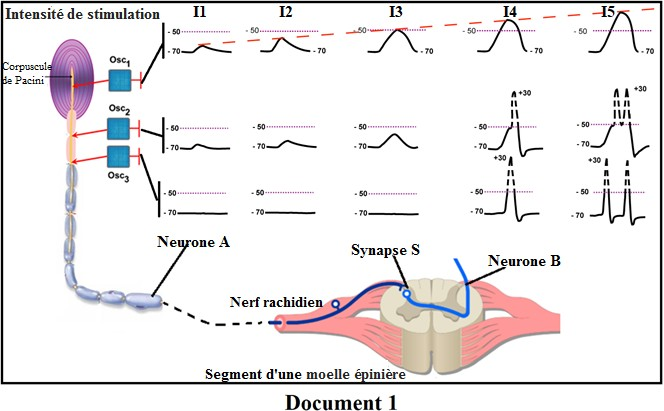 Intensité de stimulation I1 I2 I3 I4 I5
Corpuscule
de Pacini
Osc1
- 50
- 70
- 70
- 50
- 50
- 70
- 50
- 70
- 50
- 70
Osc2
- 50
- 70
- 50
- 70
- 50
- 70
+30
- 50
- 70
+30
- 50
- 70
Osc3
- 50
- 70
- 50
- 70
- 50
- 70
+30
- 50
- 70
+30 +30
- 50
- 70
Neurone A
Synapse S
Neurone B
Nerf rachidien
Segment d'une moelle épinière
Document 1